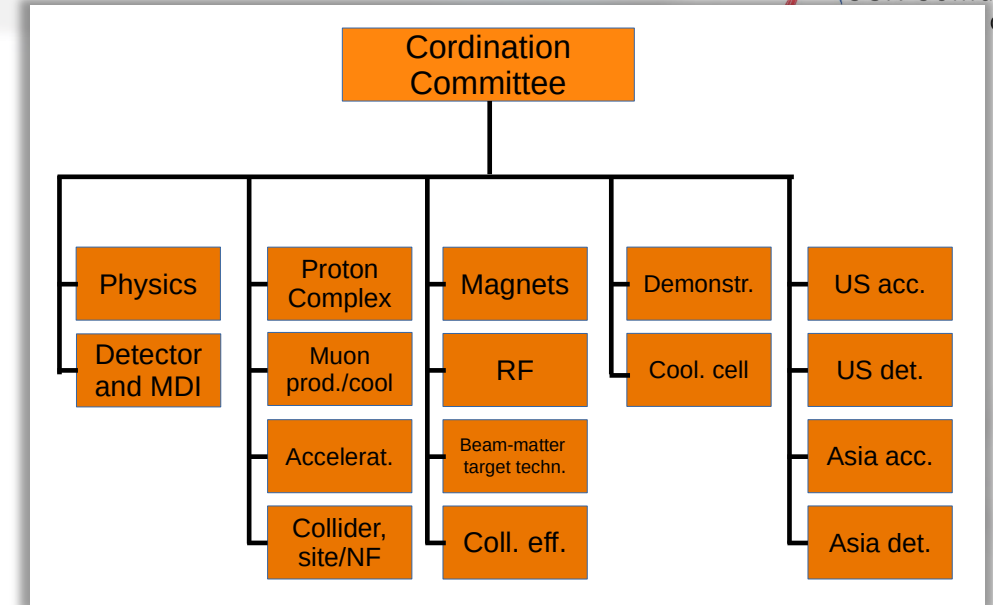 Cordination
Committee
Physics
Detector
and MDI
Proton
Complex
Muon
prod./cool
Accelerat.
Collider,
site/NF
Magnets
RF
Beam-matter
target techn.
Coll. eff.
Demonstr.
Cool. cell
US acc.
US det.
Asia acc.
Asia det.